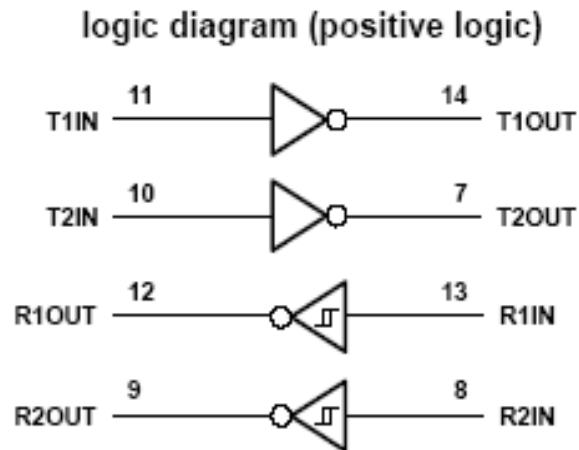 logic diagram (positive logic)
11 14
T1IN T1OUT
10 7
T2IN T2OUT
12 13
R1OUT R1IN
9 8
R2OUT R2IN